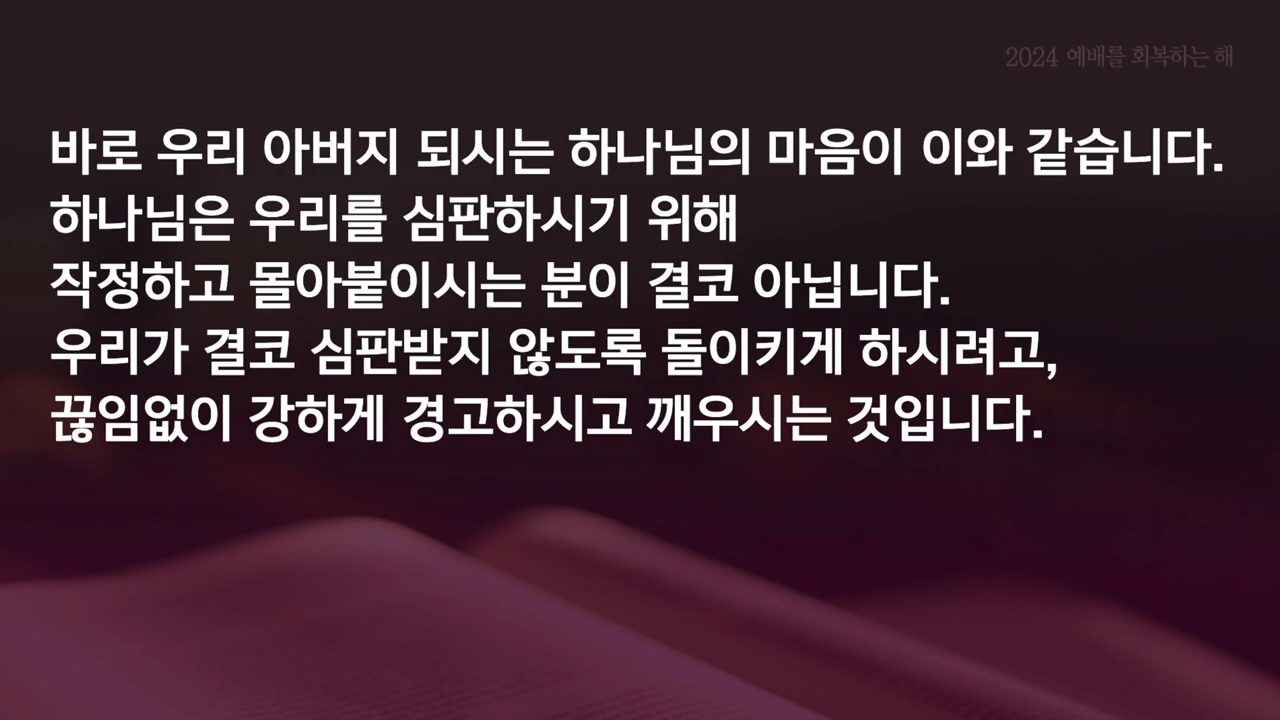 2024 예배를 회복하는 해
바로 우리 아버지 되시는 하나님의 마음이 이와 같습니다.
하나님은 우리를 심판하시기 위해
작정하고 몰아붙이시는 분이 결코 아닙니다.
우리가 결코 심판받지 않도록 돌이키게 하시려고,
끊임없이 강하게 경고하시고 깨우시는 것입니다.